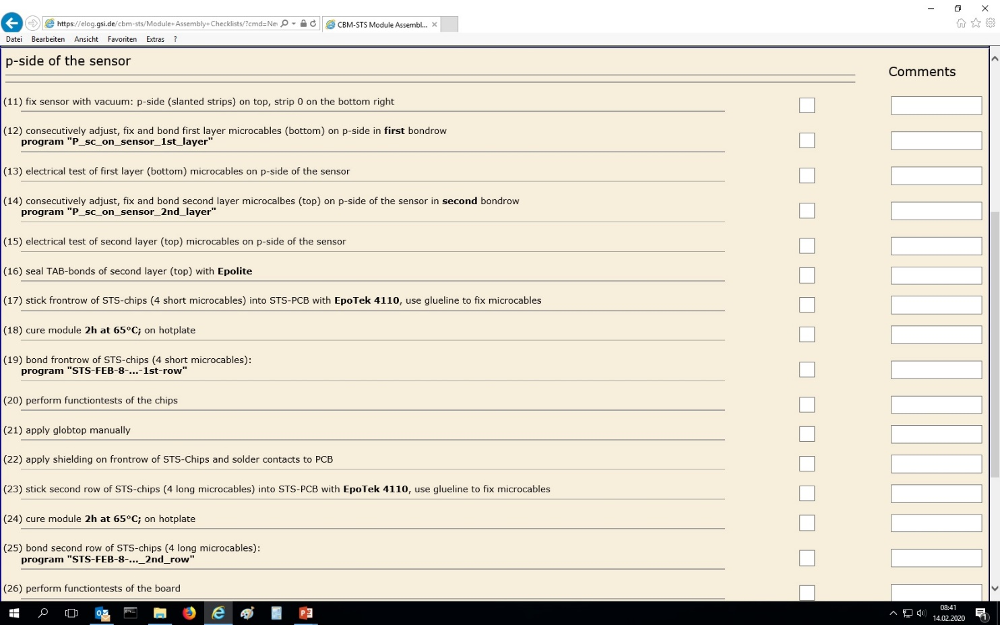 https://elog.gsi.de/cbm-sts/Module+Assembly+Checklists/?cmd=Ne
CBM-STS Module Assembl...
Datei Bearbeiten Ansicht Favoriten Extras ?
p-side of the sensor
Comments
(11) fix sensor with vacuum: p-side (slanted strips) on top, strip 0 on the bottom right
(12) consecutively adjust, fix and bond first layer microcables (bottom) on p-side in first bondrow
program "P_sc_on_sensor_1st_layer"
(13) electrical test of first layer (bottom) microcables on p-side of the sensor
(14) consecutively adjust, fix and bond second layer microcalbes (top) on p-side of the sensor in second bondrow
program "P_sc_on_sensor_2nd_layer"
(15) electrical test of second layer (top) microcables on p-side of the sensor
(16) seal TAB-bonds of second layer (top) with Epolite
(17) stick frontrow of STS-chips (4 short microcables) into STS-PCB with EpoTek 4110, use glueline to fix microcables
(18) cure module 2h at 65°C; on hotplate
(19) bond frontrow of STS-chips (4 short microcables):
program "STS-FEB-8-...-1st-row"
(20) perform functiontests of the chips
(21) apply globtop manually
(22) apply shielding on frontrow of STS-Chips and solder contacts to PCB
(23) stick second row of STS-chips (4 long microcables) into STS-PCB with EpoTek 4110, use glueline to fix microcables
(24) cure module 2h at 65°C; on hotplate
(25) bond second row of STS-chips (4 long microcables):
program "STS-FEB-8-..._2nd_row"
(26) perform functiontests of the board
08:41
14.02.2020
1